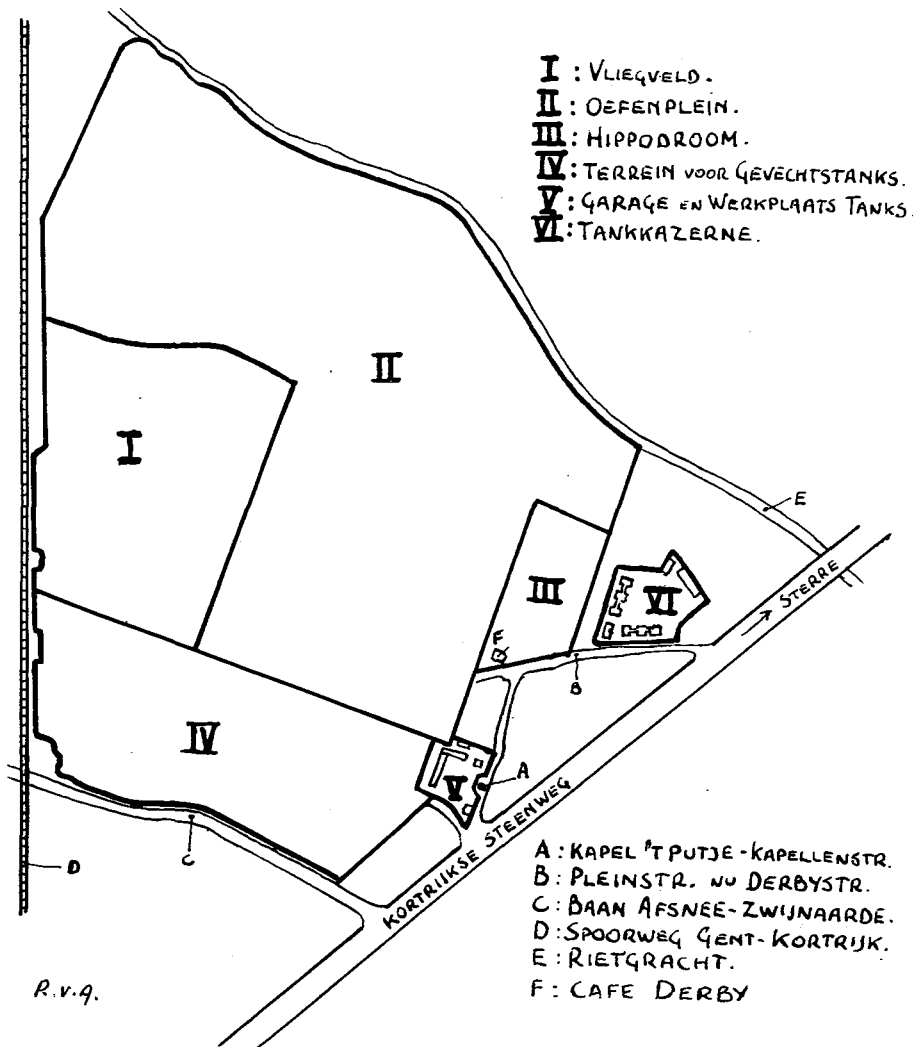 I : VLIEGVELD.
II : OEFENPLEIN.
III : HIPPODROOM.
IV : TERREIN VOOR GEVECHTSTANKS.
V : GARAGE EN WERKPLAATS TANKS.
VI : TANKKAZERNE.
II
I
E
III
VI
STERRE
F
B
IV
V
A
C
KORTRIJKSE STEENWEG
D
A : KAPEL 'T PUTJE-KAPELLENSTR.
B : PLEINSTR. NU DERBYSTR.
C : BAAN AFSNEE-ZWIJNAARDE.
D : SPOORWEG GENT-KORTRIJK.
E : RIETGRACHT.
F : CAFE DERBY
R.v.A.